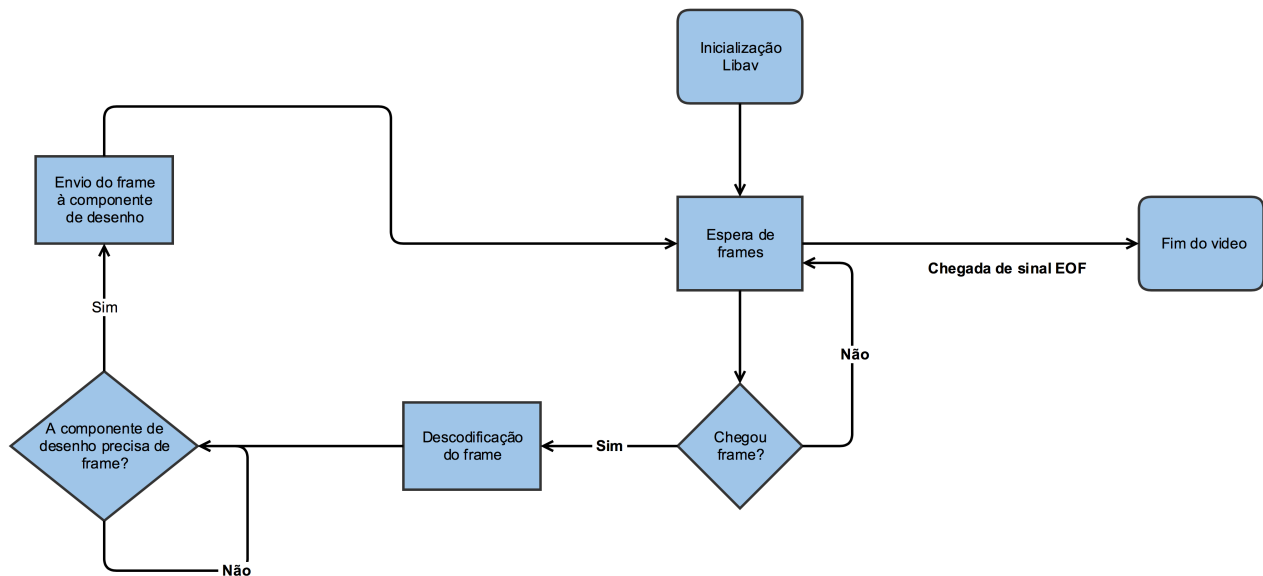 Inicialização
Libav
Envio do frame
à componente
de desenho
Espera de
frames
Fim do video
Chegada de sinal EOF
Sim
Não
A componente de
desenho precisa de
frame?
Descodificação
do frame
Sim
Chegou
frame?
Não